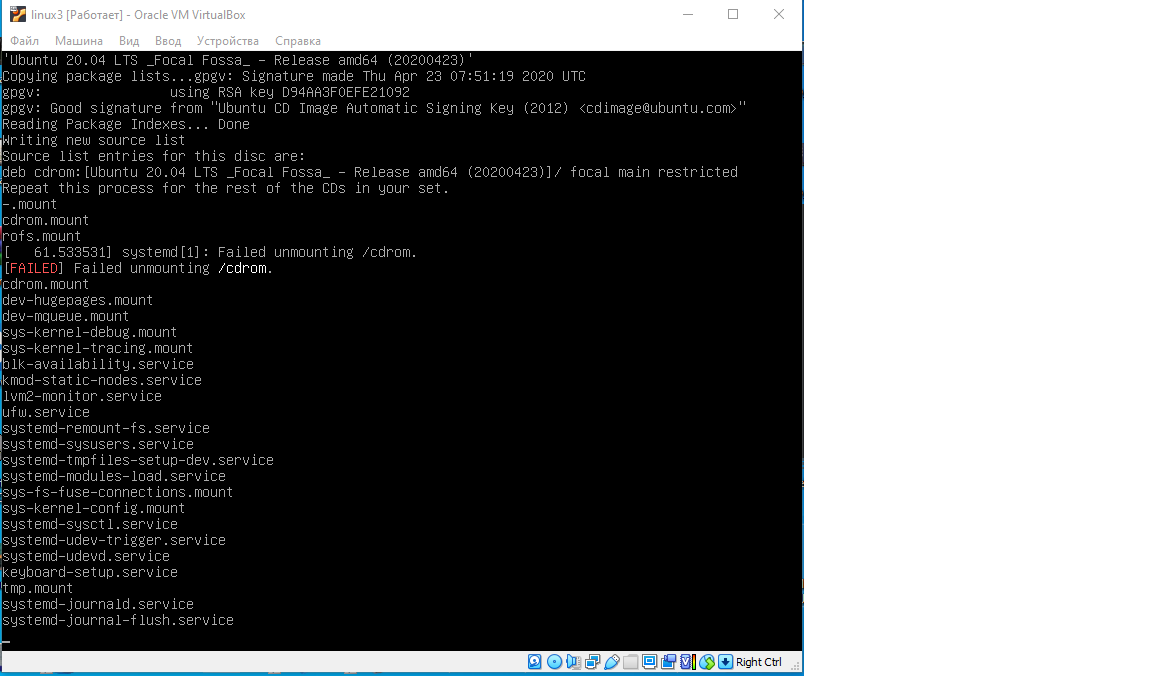 linux3 [Работает] - Oracle VM VirtualBox
Файл Машина Вид Ввод Устройства Справка
'Ubuntu 20.04 LTS _Focal Fossa_ - Release amd64 (20200423)'
Copying package lists...gpgv: Signature made Thu Apr 23 07:51:19 2020 UTC
gpgv:                using RSA key D94AA3F0EFE21092
gpgv: Good signature from "Ubuntu CD Image Automatic Signing Key (2012) <cdimage@ubuntu.com>"
Reading Package Indexes... Done
Writing new source list
Source list entries for this disc are:
deb cdrom:[Ubuntu 20.04 LTS _Focal Fossa_ - Release amd64 (20200423)]/ focal main restricted
Repeat this process for the rest of the CDs in your set.
-.mount
cdrom.mount
rofs.mount
[   61.533531] systemd[1]: Failed unmounting /cdrom.
[FAILED] Failed unmounting /cdrom.
cdrom.mount
dev-hugepages.mount
dev-mqueue.mount
sys-kernel-debug.mount
sys-kernel-tracing.mount
blk-availability.service
kmod-static-nodes.service
lvm2-monitor.service
ufw.service
systemd-remount-fs.service
systemd-sysusers.service
systemd-tmpfiles-setup-dev.service
systemd-modules-load.service
sys-fs-fuse-connections.mount
sys-kernel-config.mount
systemd-sysctl.service
systemd-udev-trigger.service
systemd-udevd.service
keyboard-setup.service
tmp.mount
systemd-journald.service
systemd-journal-flush.service
Right Ctrl